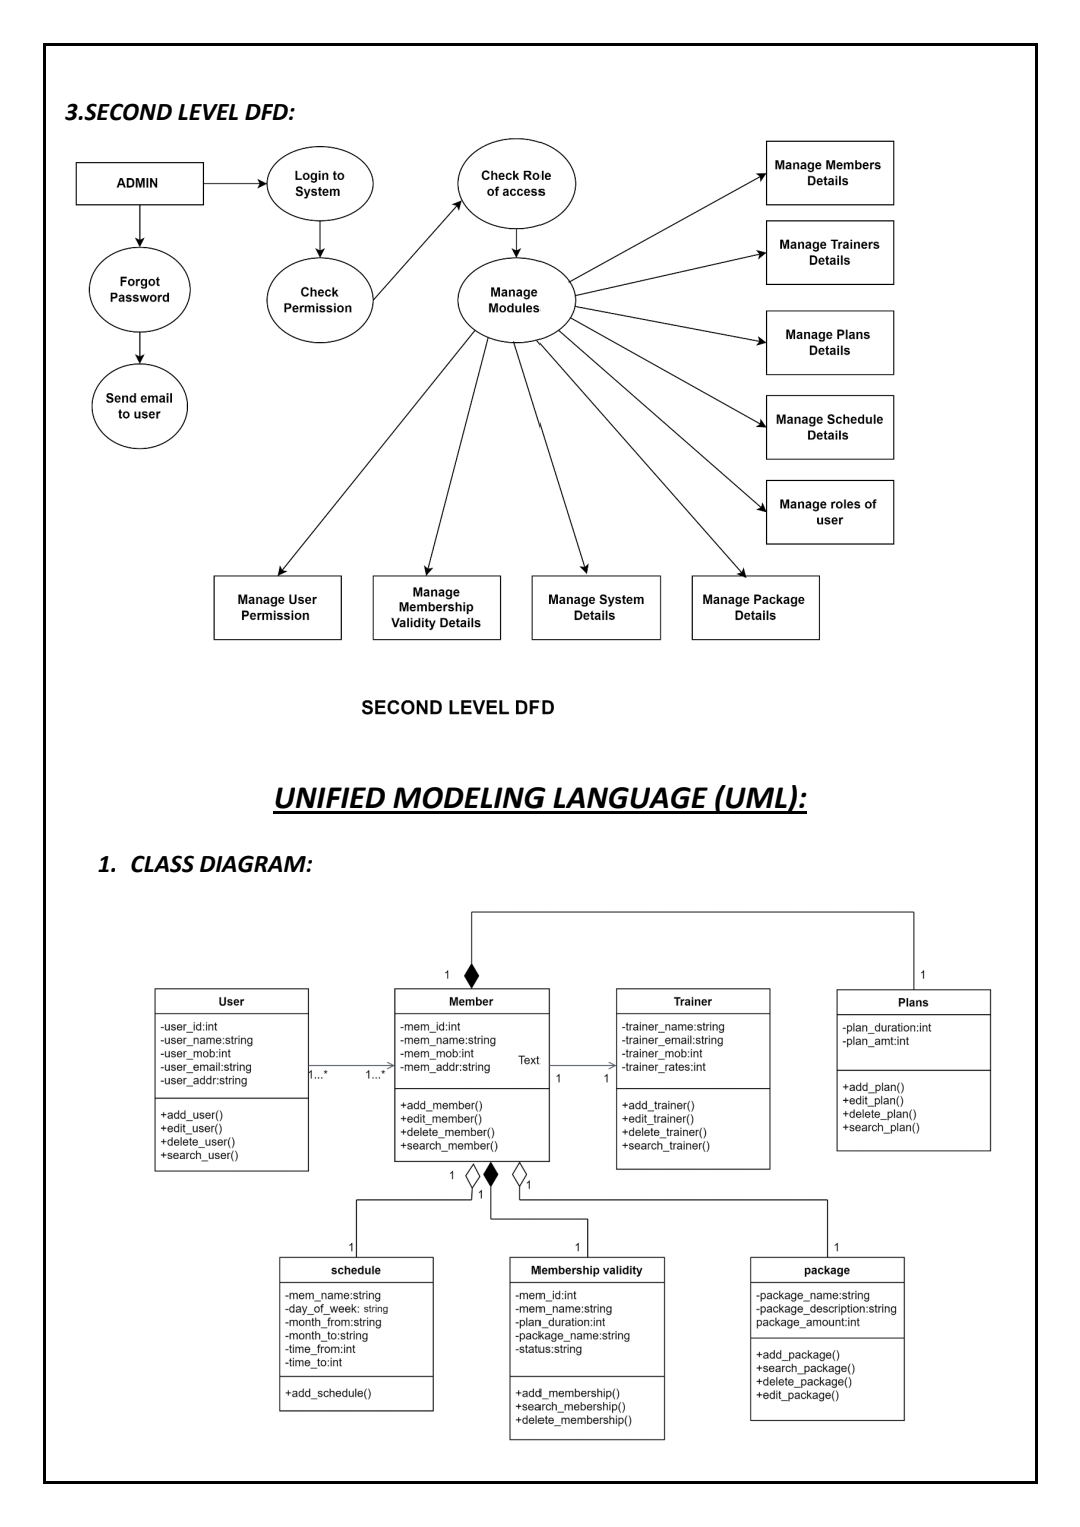 3.SECOND LEVEL DFD:
ADMIN
Login to
System
Check Role
of access
Manage Members
Details
Manage Trainers
Details
Forgot
Password
Check
Permission
Manage
Modules
Manage Plans
Details
Send email
to user
Manage Schedule
Details
Manage roles of
user
Manage User
Permission
Manage
Membership
Validity Details
Manage System
Details
Manage Package
Details
SECOND LEVEL DFD
UNIFIED MODELING LANGUAGE (UML):
1. CLASS DIAGRAM:
1
1
User
-user_id:int
-user_name:string
-user_mob:int
-user_email:string
-user_addr:string
+add_user()
+edit_user()
+delete_user()
+search_user()
1...*
1...*
Member
-mem_id:int
-mem_name:string
-mem_mob:int
-mem_addr:string
Text
+add_member()
+edit_member()
+delete_member()
+search_member()
1
1
Trainer
-trainer_name:string
-trainer_email:string
-trainer_mob:int
-trainer_rates:int
+add_trainer()
+edit_trainer()
+delete_trainer()
+search_trainer()
Plans
-plan_duration:int
-plan_amt:int
+add_plan()
+edit_plan()
+delete_plan()
+search_plan()
1
1
1
1
1
1
schedule
-mem_name:string
-day_of_week: string
-month_from:string
-month_to:string
-time_from:int
-time_to:int
+add_schedule()
Membership validity
-mem_id:int
-mem_name:string
-plan_duration:int
-package_name:string
-status:string
+add_membership()
+search_mebership()
+delete_membership()
package
-package_name:string
-package_description:string
package_amount:int
+add_package()
+search_package()
+delete_package()
+edit_package()